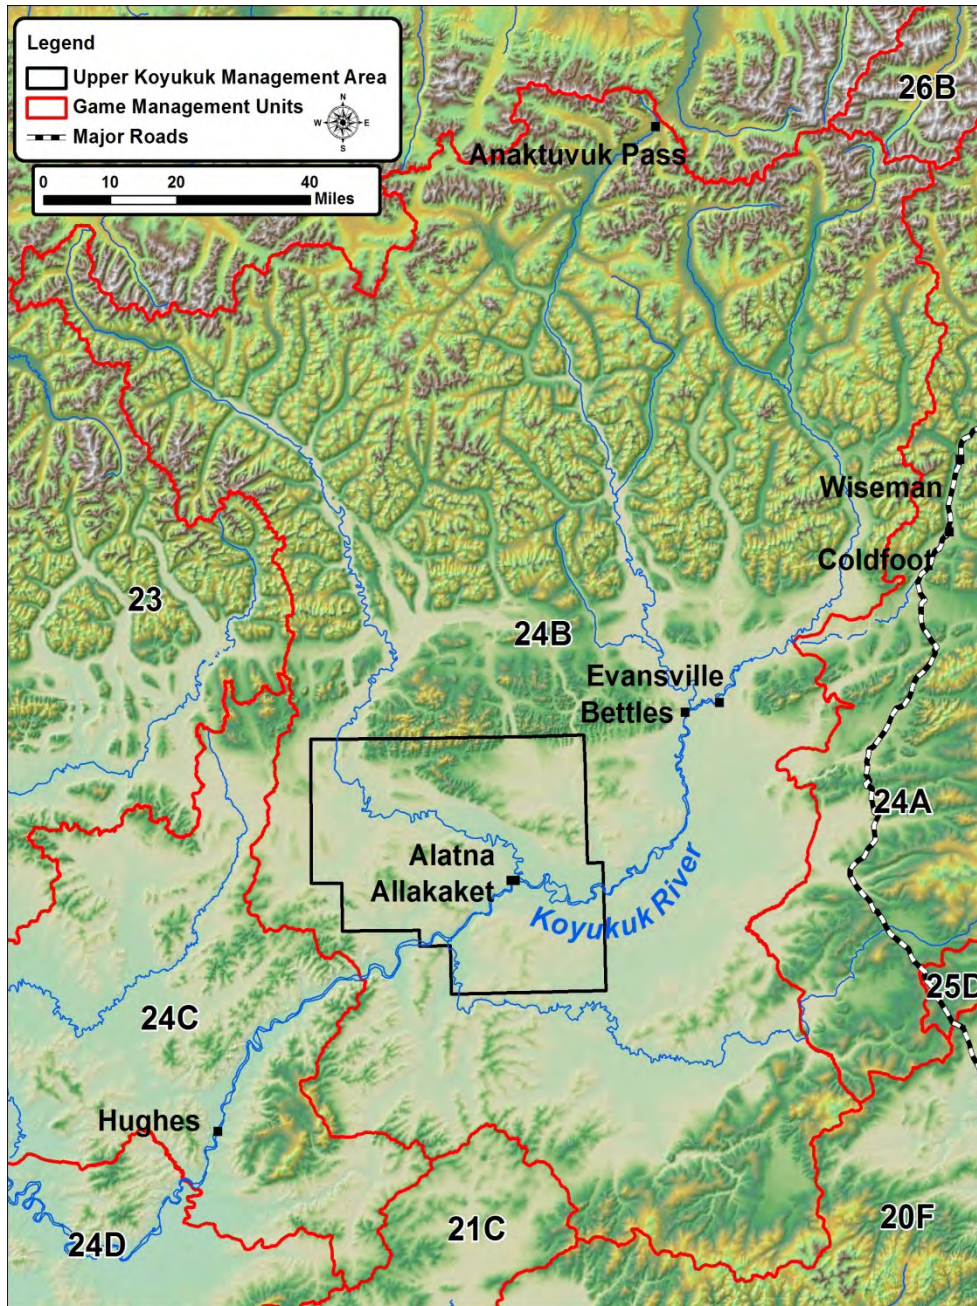 Legend
Upper Koyukuk Management Area
Game Management Units
Major Roads
N
W E
S
0 10 20 40
Miles
26B
Anaktuvuk Pass
Wiseman
Coldfoot
23
24B
Evansville
Bettles
24A
Alatna
Allakaket
Koyukuk River
25D
24C
Hughes
21C
20F
24D